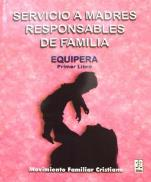 SERVICIO A MADRES
RESPONSABLES
DE FAMILIA
EQUIPERA
Primer Libro
Movimiento Familiar Cristiano